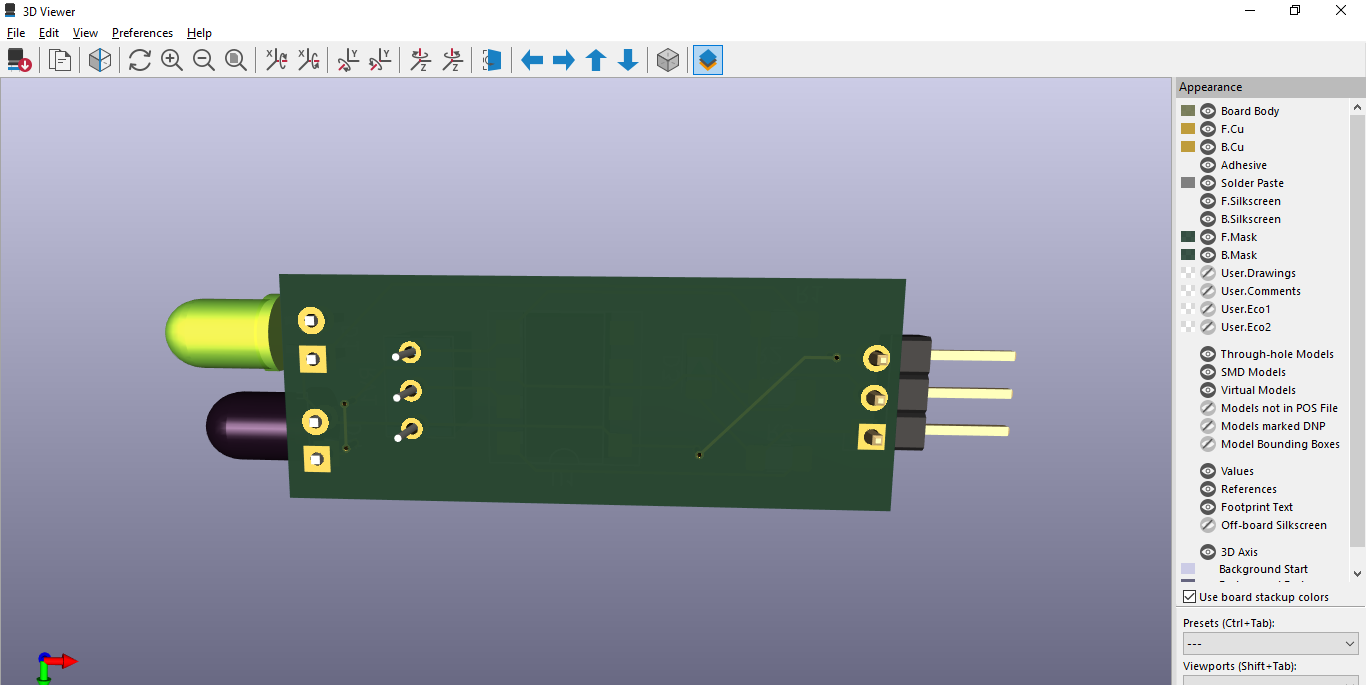 3D Viewer
File Edit View Preferences Help
X X Y Y Z Z
Appearance
Board Body
F.Cu
B.Cu
Adhesive
Solder Paste
F.Silkscreen
B.Silkscreen
F.Mask
B.Mask
User.Drawings
User.Comments
User.Eco1
User.Eco2
Through-hole Models
SMD Models
Virtual Models
Models not in POS File
Models marked DNP
Model Bounding Boxes
Values
References
Footprint Text
Off-board Silkscreen
3D Axis
Background Start
Use board stackup colors
Presets (Ctrl+Tab):
---
Viewports (Shift+Tab):